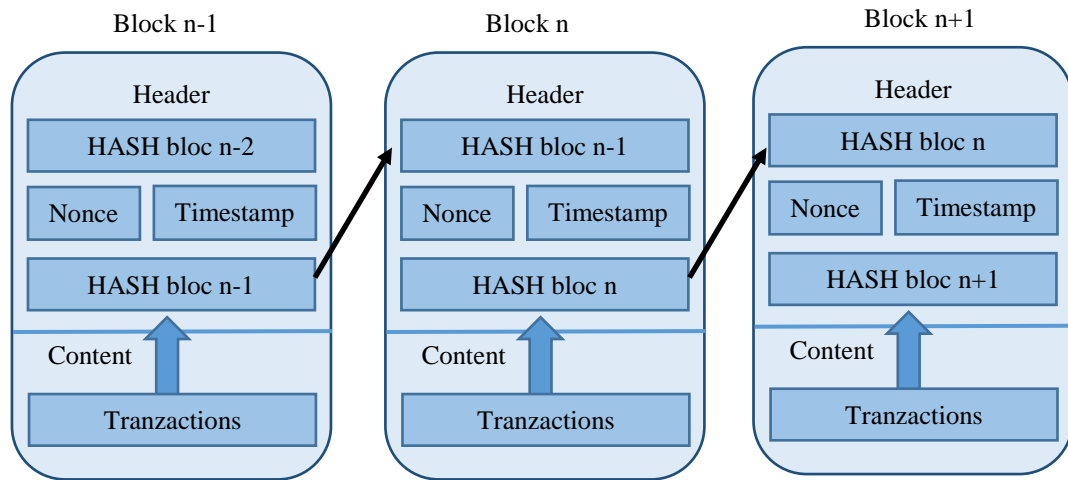 Block n-1
Header
HASH bloc n-2
Nonce
Timestamp
HASH bloc n-1
Content
Tranzactions
Block n
Header
HASH bloc n-1
Nonce
Timestamp
HASH bloc n
Content
Tranzactions
Block n+1
Header
HASH bloc n
Nonce
Timestamp
HASH bloc n+1
Content
Tranzactions